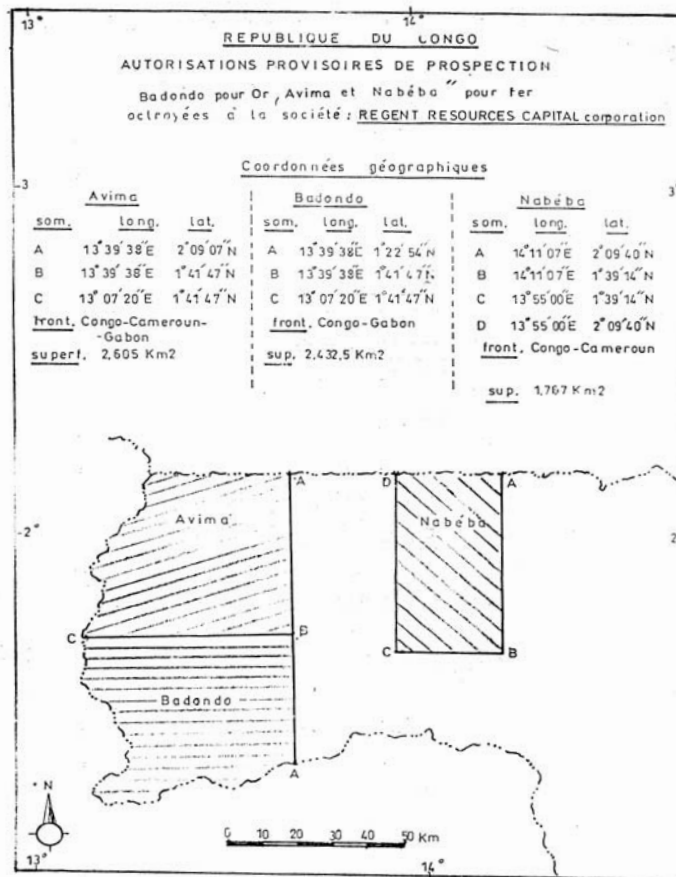 13°
14°
REPUBLIQUE DU CONGO
AUTORISATIONS PROVISOIRES DE PROSPECTION
Badondo pour Or, Avima et Nabéba" pour fer
octroyées à la société: REGENT RESOURCES CAPITAL corporation
Coordonnées géographiques
3
3
Avima
som. long. lat.
A 13°39'38"E 2°09'07"N
B 13°39'38"E 1°41'47"N
C 13°07'20"E 1°41'47"N
front. Congo-Cameroun-
-Gabon
superf. 2,605 Km2
Badondo
som. long. lat.
A 13°39'38E 1°22'54"N
B 13°39'38E 1°41'47"N
C 13°07'20E 1°41'47"N
front. Congo-Gabon
sup. 2,432,5 Km2
Nabéba
som. long. lat.
A 14°11'07E 2°09'40"N
B 14°11'07E 1°39'14"N
C 13°55'00"E 1°39'14"N
D 13°55'00"E 2°09'40"N
front. Congo-Cameroun
sup. 1,767 Km2
A
D
A
Avima
Nabéba
2°
2
C
B
C
B
Badondo
A
N
0 10 20 30 40 50 Km
13°
14°